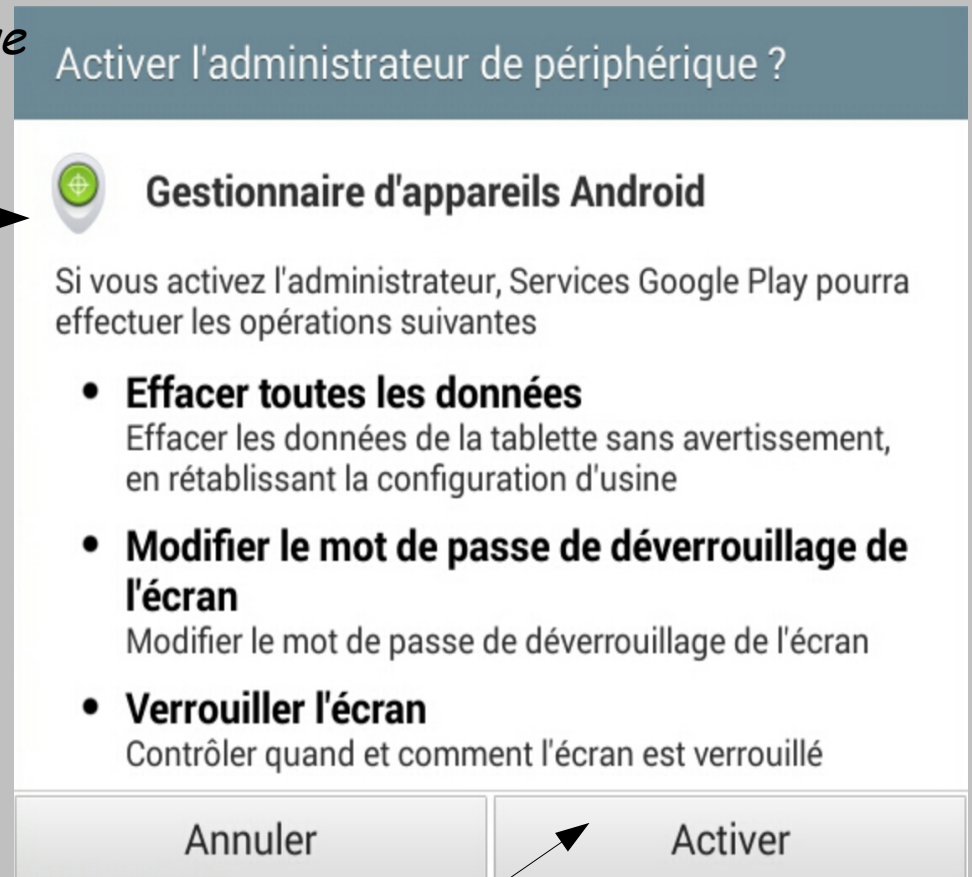 Activer l'administrateur de périphérique ?
Gestionnaire d'appareils Android
Si vous activez l'administrateur, Services Google Play pourra
effectuer les opérations suivantes
• Effacer toutes les données
Effacer les données de la tablette sans avertissement,
en rétablissant la configuration d'usine
• Modifier le mot de passe de déverrouillage de
l'écran
Modifier le mot de passe de déverrouillage de l'écran
• Verrouiller l'écran
Contrôler quand et comment l'écran est verrouillé
Annuler
Activer